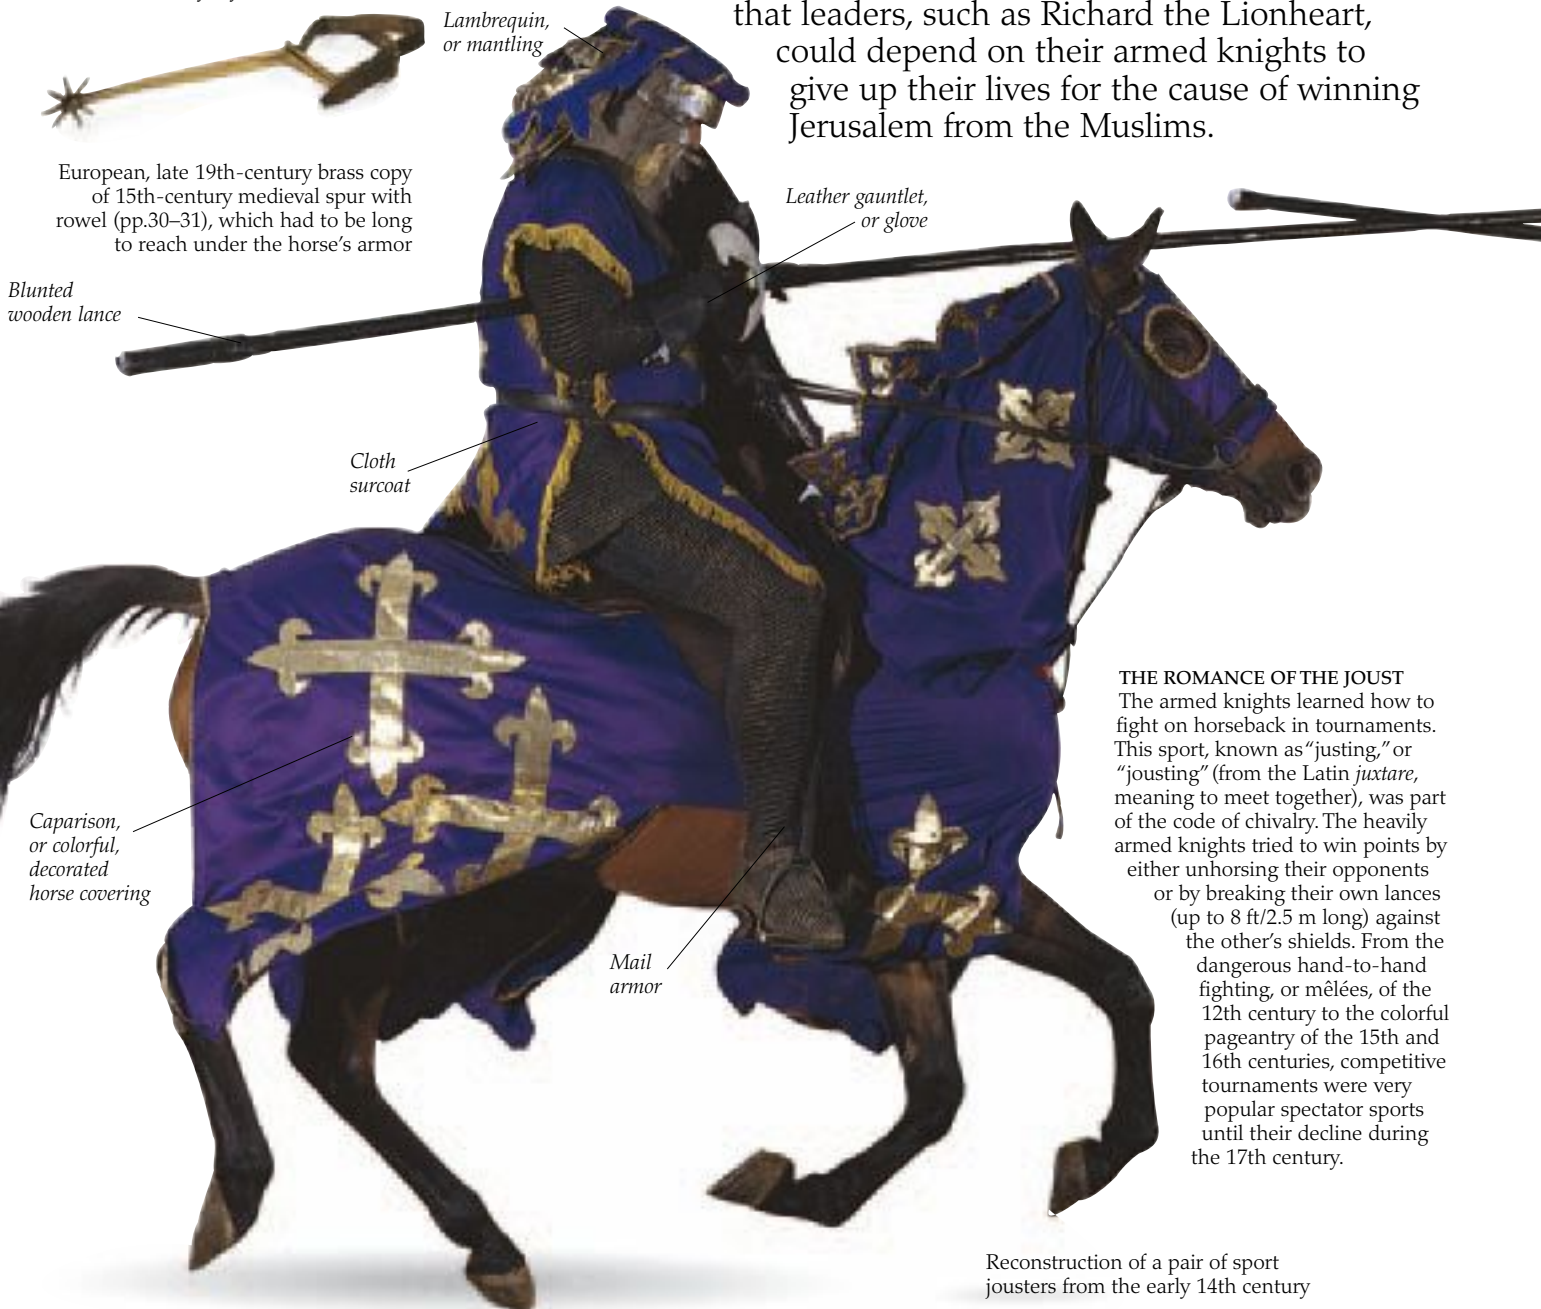 Lambrequin,
or mantling
that leaders, such as Richard the Lionheart,
could depend on their armed knights to
give up their lives for the cause of winning
Jerusalem from the Muslims.
European, late 19th-century brass copy
of 15th-century medieval spur with
rowel (pp.30–31), which had to be long
to reach under the horse's armor
Leather gauntlet,
or glove
Blunted
wooden lance
Cloth
surcoat
THE ROMANCE OF THE JOUST
The armed knights learned how to
fight on horseback in tournaments.
This sport, known as “justing,” or
“jousting” (from the Latin juxtare,
meaning to meet together), was part
of the code of chivalry. The heavily
armed knights tried to win points by
either unhorsing their opponents
or by breaking their own lances
(up to 8 ft/2.5 m long) against
the other's shields. From the
dangerous hand-to-hand
fighting, or mêlées, of the
12th century to the colorful
pageantry of the 15th and
16th centuries, competitive
tournaments were very
popular spectator sports
until their decline during
the 17th century.
Caparison,
or colorful,
decorated
horse covering
Mail
armor
Reconstruction of a pair of sport
jousters from the early 14th century